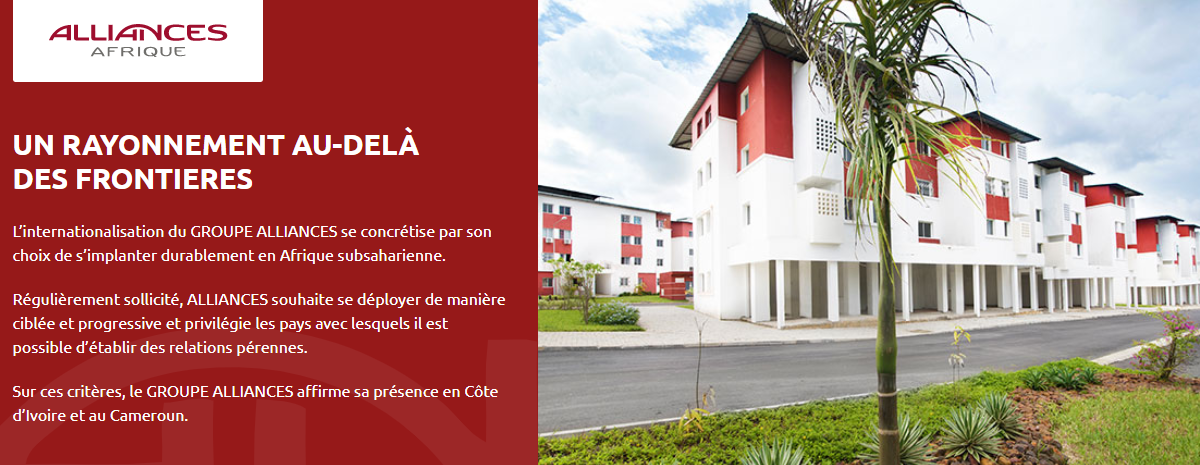 ALLIANCES
AFRIQUE
UN RAYONNEMENT AU-DELÀ
DES FRONTIERES
L’internationalisation du GROUPE ALLIANCES se concrétise par son
choix de s’implanter durablement en Afrique subsaharienne.
Régulièrement sollicité, ALLIANCES souhaite se déployer de manière
ciblée et progressive et privilégie les pays avec lesquels il est
possible d’établir des relations pérennes.
Sur ces critères, le GROUPE ALLIANCES affirme sa présence en Côte
d’Ivoire et au Cameroun.